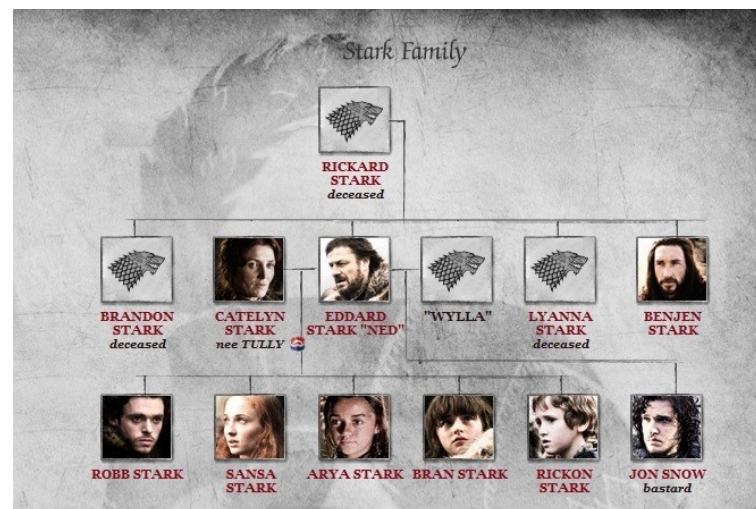 Stark Family
RICKARD
STARK
deceased
BRANDON
STARK
deceased
CATELYN
STARK
nee TULLY
EDDARD
STARK "NED"
"WYLLA"
LYANNA
STARK
deceased
BENJEN
STARK
ROBB STARK
SANSA
STARK
ARYA STARK
BRAN STARK
RICKON
STARK
JON SNOW
bastard